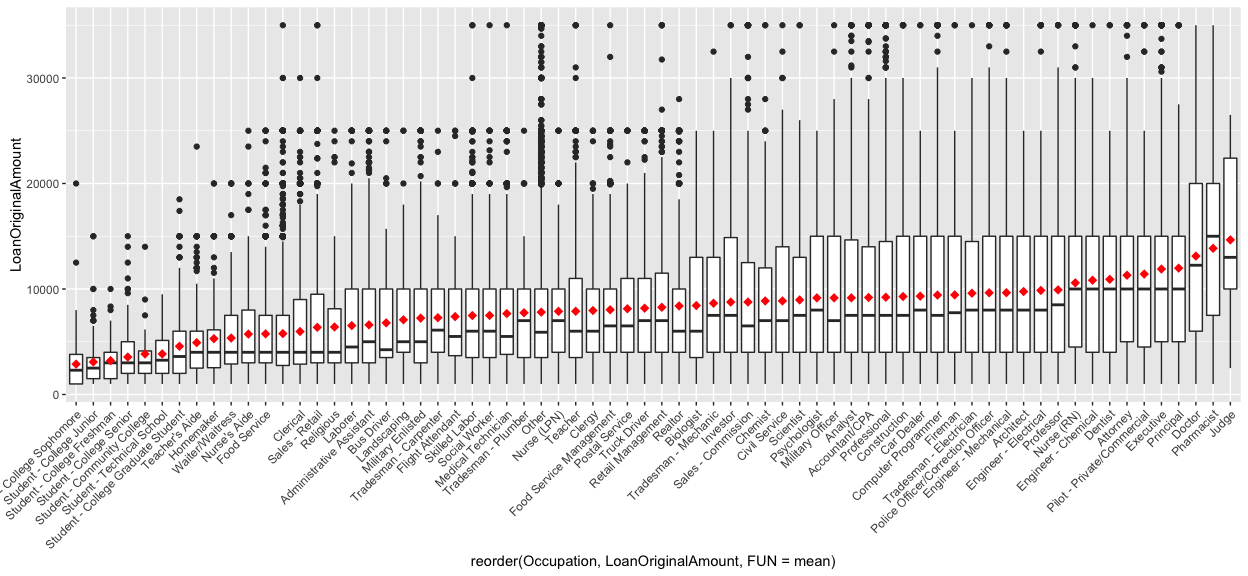 LoanOriginalAmount
30000
20000
10000
0
- College Sophomore
Student - College Junior
Student - College Freshman
Student - College Senior
Student - Community College
Student - Technical School
Student - College Graduate Student
Teacher's Aide
Homemaker
Waiter/Waitress
Nurse's Aide
Food Service
Clerical
Sales - Retail
Religious
Laborer
Administrative Assistant
Bus Driver
Landscaping
Military Enlisted
Tradesman - Carpenter
Flight Attendant
Skilled Labor
Social Worker
Medical Technician
Tradesman - Plumber
Other
Nurse (LPN)
Teacher
Clergy
Food Service Management
Postal Service
Truck Driver
Retail Management
Realtor
Biologist
Tradesman - Mechanic
Investor
Sales - Commission
Chemist
Civil Service
Scientist
Psychologist
Military Officer
Analyst
Accountant/CPA
Professional
Construction
Car Dealer
Computer Programmer
Fireman
Tradesman - Electrician
Police Officer/Correction Officer
Engineer - Mechanical
Architect
Engineer - Electrical
Professor
Nurse (RN)
Engineer - Chemical
Dentist
Attorney
Pilot - Private/Commercial
Executive
Principal
Doctor
Pharmacist
Judge
reorder(Occupation, LoanOriginalAmount, FUN = mean)